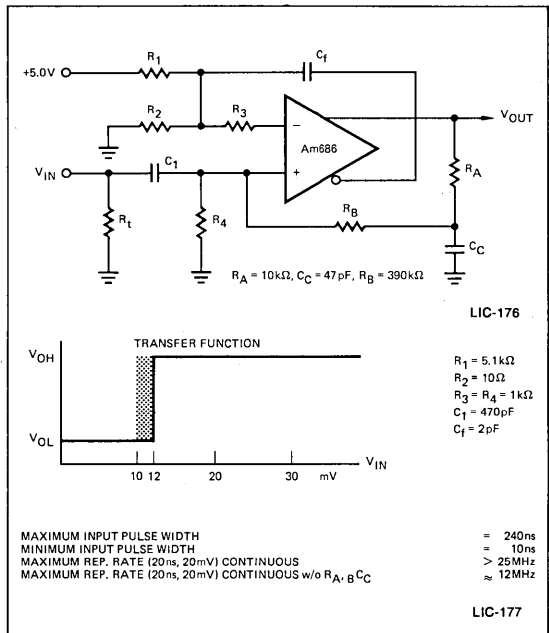 R1
Cf
+5.0V
R2
R3
−
Am686
+
VOUT
RA
VIN
C1
Rt
R4
RB
CC
RA = 10kΩ, CC = 47pF, RB = 390kΩ
LIC-176
TRANSFER FUNCTION
VOH
VOL
10 12 20 30 mV
VIN
R1 = 5.1kΩ
R2 = 10Ω
R3 = R4 = 1kΩ
C1 = 470pF
Cf = 2pF
MAXIMUM INPUT PULSE WIDTH = 240ns
MINIMUM INPUT PULSE WIDTH = 10ns
MAXIMUM REP. RATE (20ns, 20mV) CONTINUOUS > 25MHz
MAXIMUM REP. RATE (20ns, 20mV) CONTINUOUS w/o RA, B CC ≈ 12MHz
LIC-177